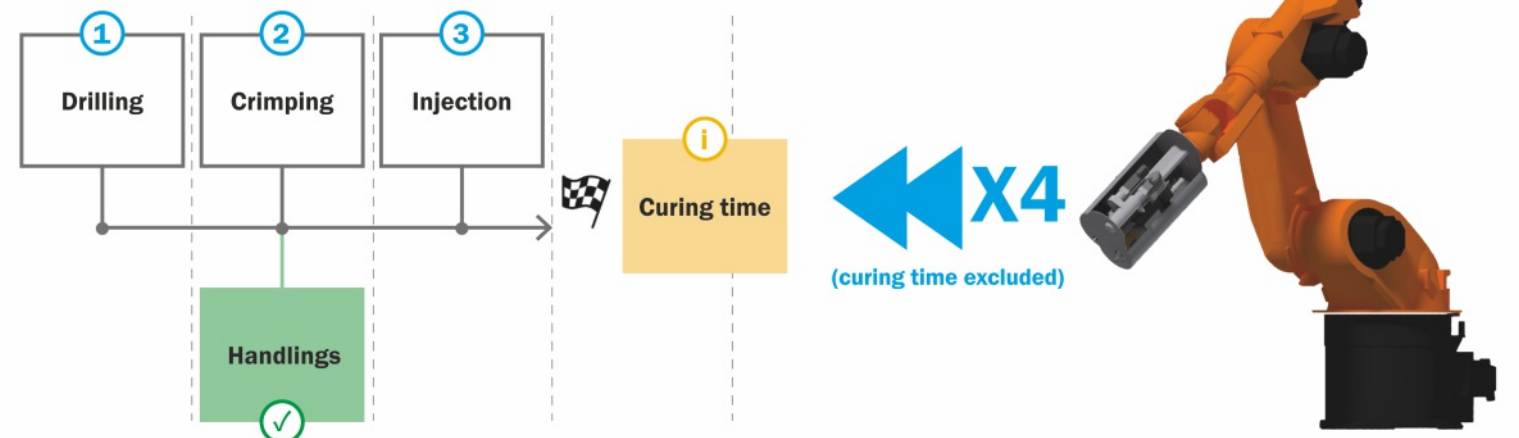 1
2
3
Drilling
Crimping
Injection
i
Curing time
X4
(curing time excluded)
Handlings
✓